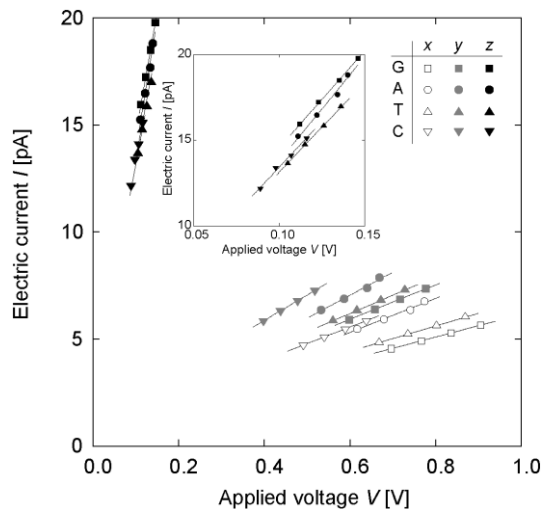 20
15
10
5
0
0.0 0.2 0.4 0.6 0.8 1.0
Electric current I [pA]
Applied voltage V [V]
20
15
10
0.05 0.10 0.15
Electric current I [pA]
Applied voltage V [V]
x y z
G
A
T
C